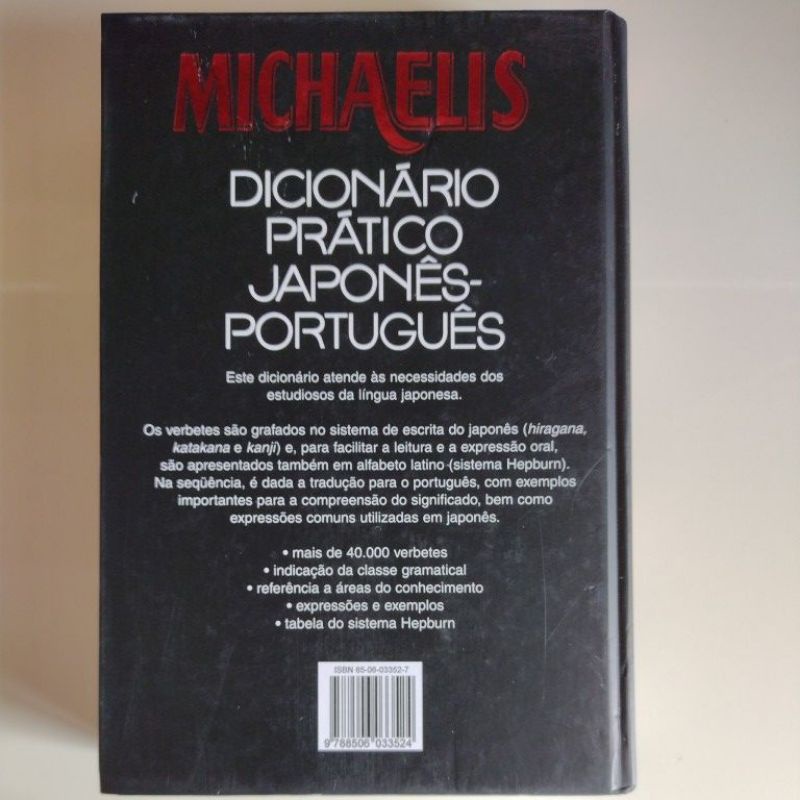 MICHAELIS
DICIONÁRIO
PRÁTICO
JAPONÊS-
PORTUGUÊS
Este dicionário atende às necessidades dos
estudiosos da língua japonesa.
Os verbetes são grafados no sistema de escrita do japonês (hiragana,
katakana e kanji) e, para facilitar a leitura e a expressão oral,
são apresentados também em alfabeto latino (sistema Hepburn).
Na seqüência, é dada a tradução para o português, com exemplos
importantes para a compreensão do significado, bem como
expressões comuns utilizadas em japonês.
• mais de 40.000 verbetes
• indicação da classe gramatical
• referência a áreas do conhecimento
• expressões e exemplos
• tabela do sistema Hepburn
ISBN 85-06-03352-7
9 788506 033524